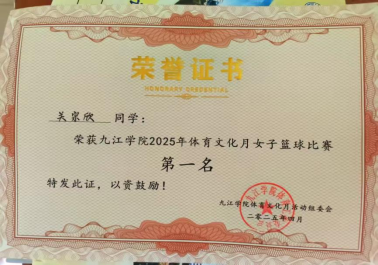 荣誉证书
HONORARY CREDENTIAL
吴家欣 同学：
荣获九江学院2025年体育文化月女子篮球比赛
第一名
特发此证，以资鼓励！
九江学院体育文化月活动组委会
二零二五年四月